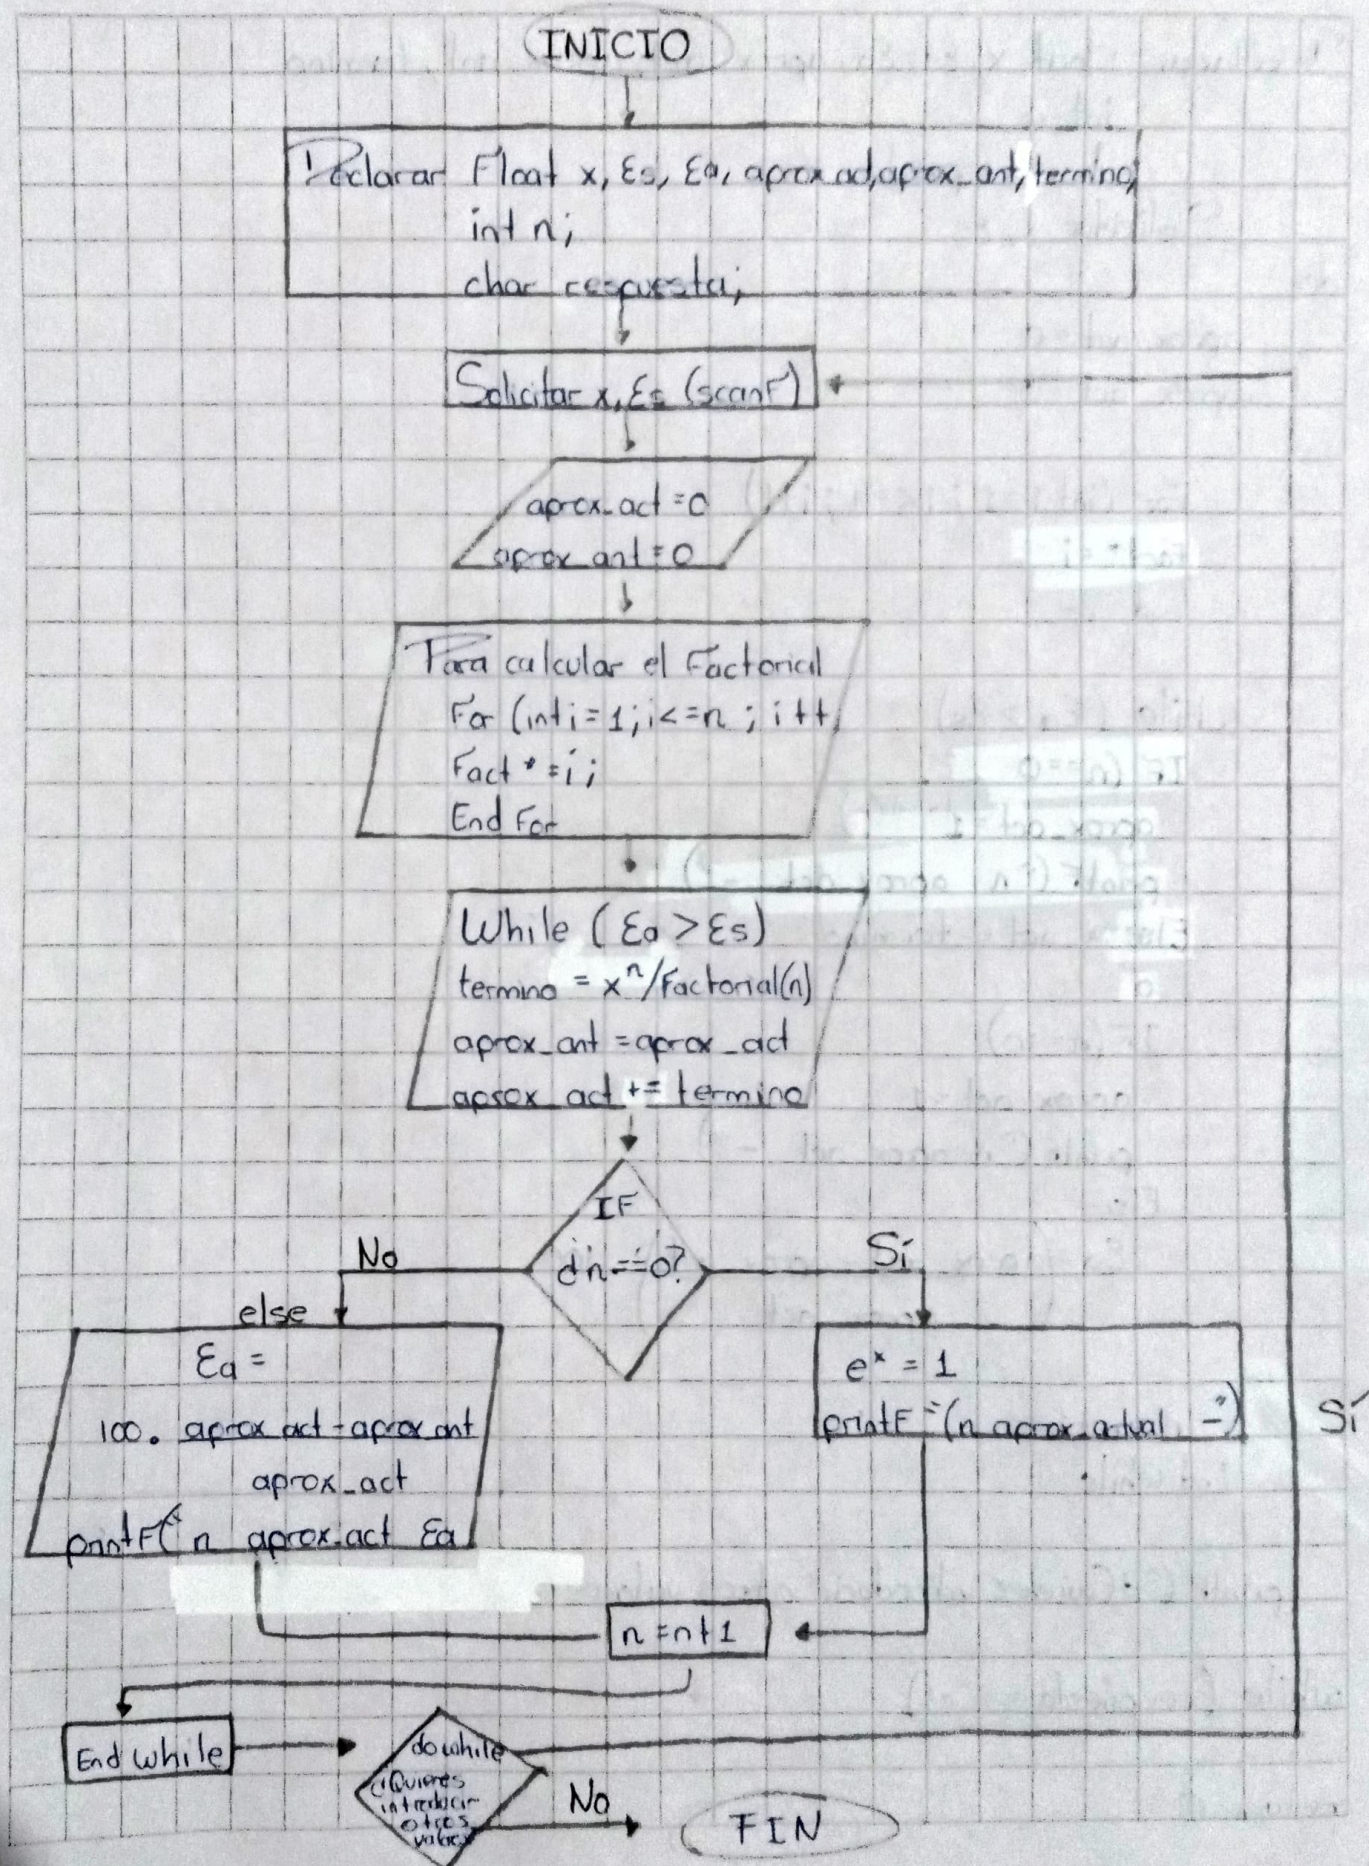 INICIO
Declarar Float x, Es, Ea, aprox_act, aprox_ant, termino;
int n;
char respuesta;
Solicitar x, Es (scanF)
aprox_act = 0
aprox_ant = 0
Para calcular el Factorial
For (int i = 1; i <= n ; i++)
Fact * = i ;
End For
While ( Ea > Es)
termino = x^n/Factorial(n)
aprox_ant = aprox_act
aprox_act += termino
IF
¿n == 0?
No
Sí
else
Ea =
100. aprox_act - aprox_ant
aprox_act
printF(" n aprox_act Ea
e^x = 1
printF = (n aprox_actual -")
Sí
n = n + 1
End while
do while
¿Quieres
introducir
otros
valores
No
FIN